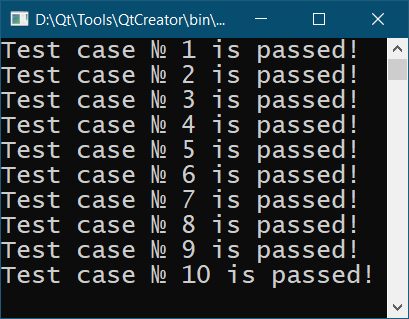 D:\Qt\Tools\QtCreator\bin\...
Test case № 1 is passed!
Test case № 2 is passed!
Test case № 3 is passed!
Test case № 4 is passed!
Test case № 5 is passed!
Test case № 6 is passed!
Test case № 7 is passed!
Test case № 8 is passed!
Test case № 9 is passed!
Test case № 10 is passed!